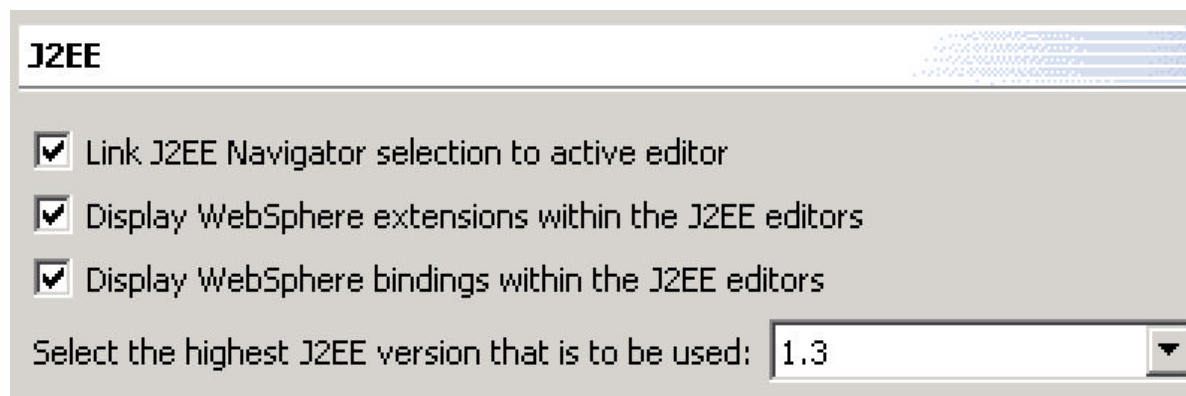 J2EE
Link J2EE Navigator selection to active editor
Display WebSphere extensions within the J2EE editors
Display WebSphere bindings within the J2EE editors
Select the highest J2EE version that is to be used: 1.3